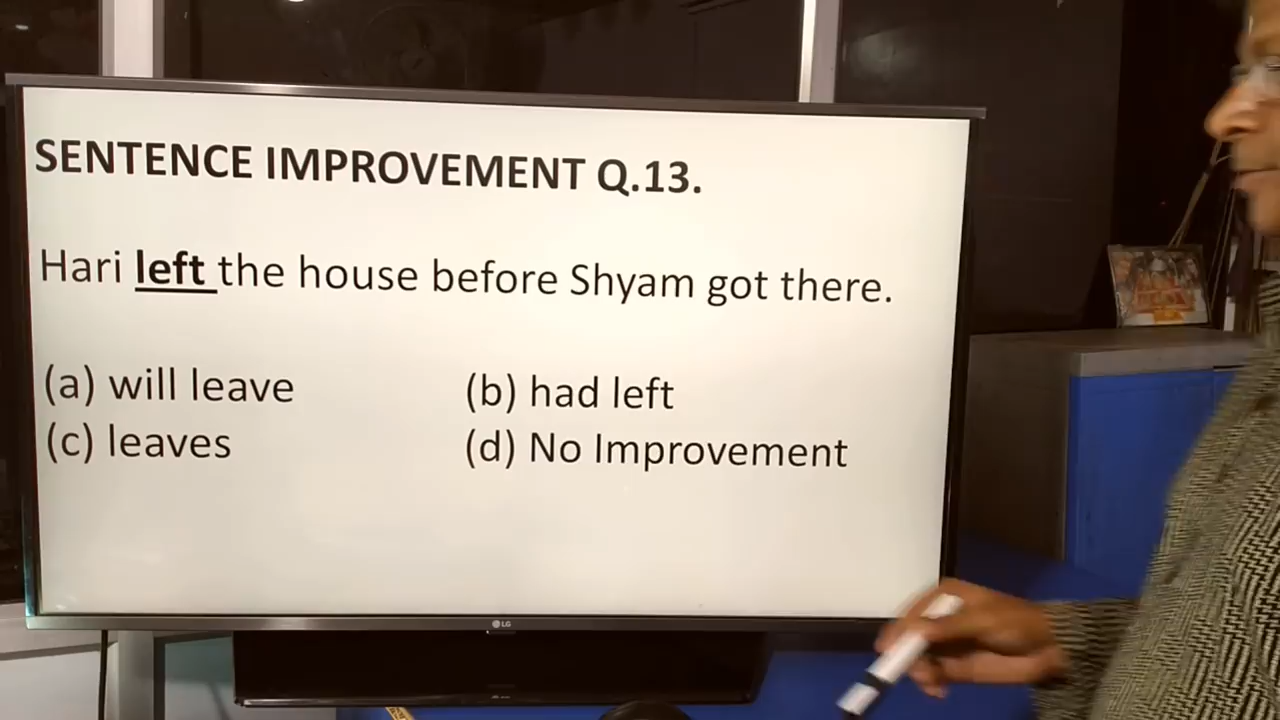 SENTENCE IMPROVEMENT Q.13.
Hari left the house before Shyam got there.
(a) will leave (b) had left
(c) leaves (d) No Improvement
LG